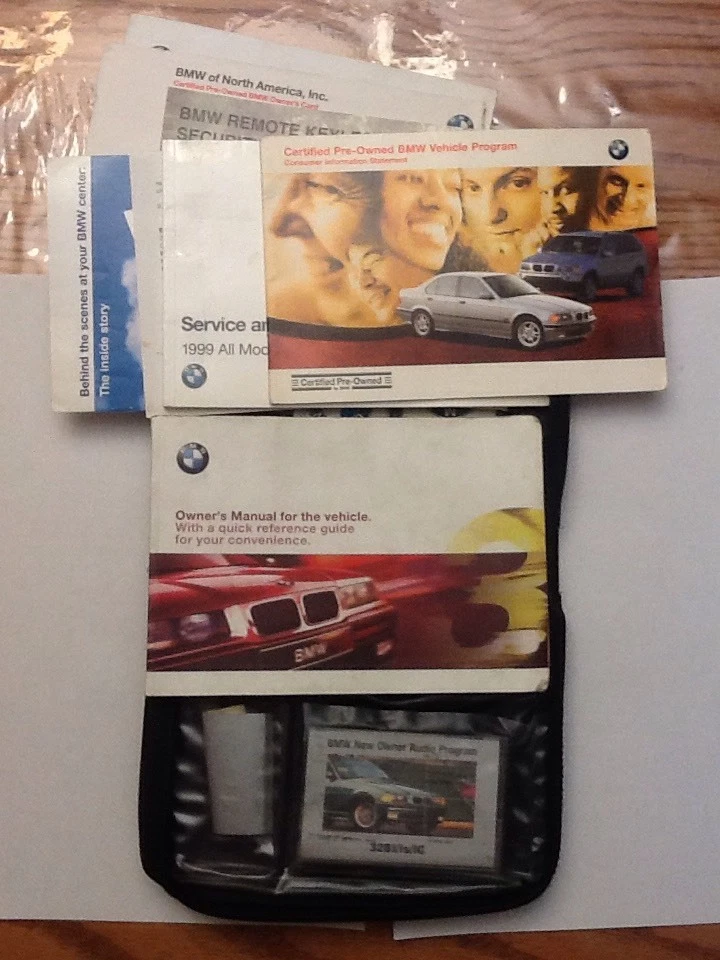 BMW of North America, Inc.
Certified Pre-Owned BMW Owner's Card
BMW REMOTE
Certified Pre-Owned BMW Vehicle Program
Consumer Information Statement
Behind the scenes at your BMW center:
The inside story
Service an
1999 All Mod
Certified Pre-Owned
by BMW
BMW
Owner's Manual for the vehicle.
With a quick reference guide
for your convenience.
BMW
BMW New Owner Radio Program